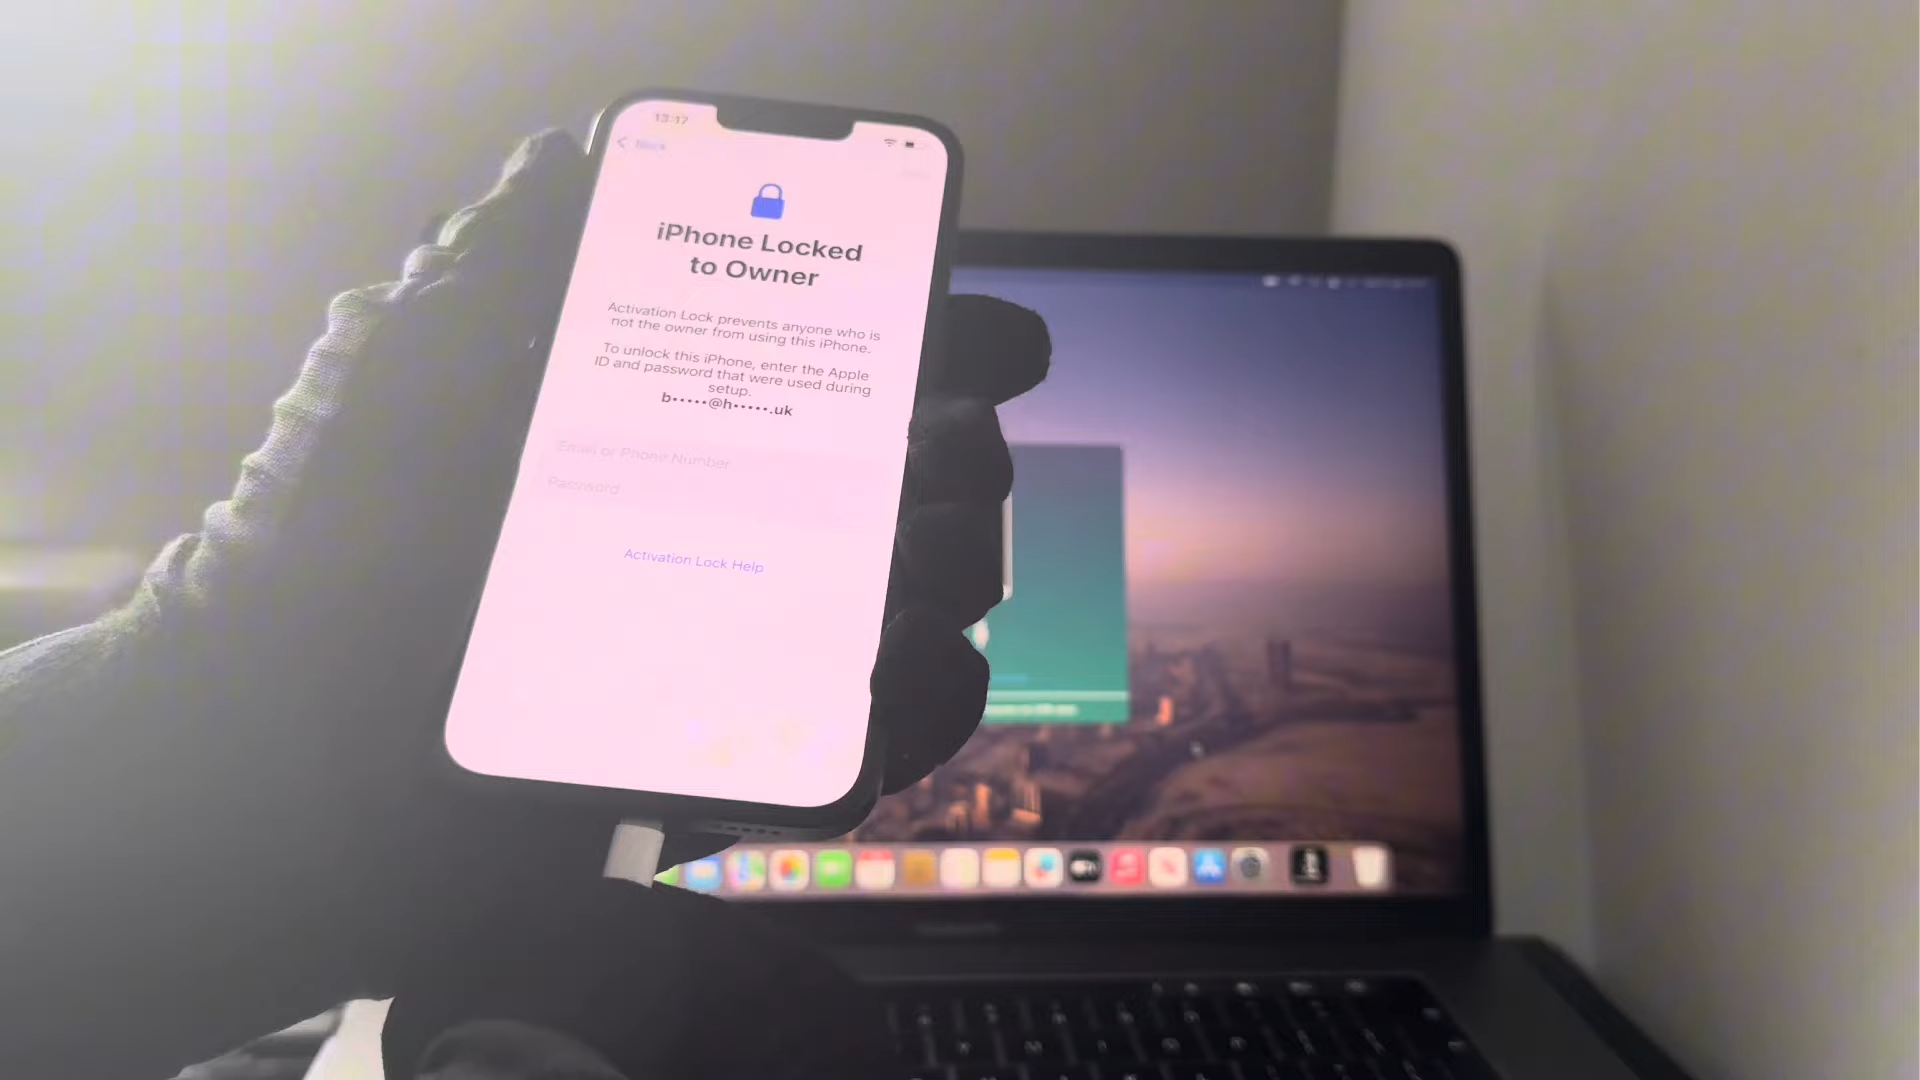 13:17
Back
iPhone Locked
to Owner
Activation Lock prevents anyone who is
not the owner from using this iPhone.
To unlock this iPhone, enter the Apple
ID and password that were used during
setup.
b•••••@h•••••.uk
Email or Phone Number
Password
Activation Lock Help